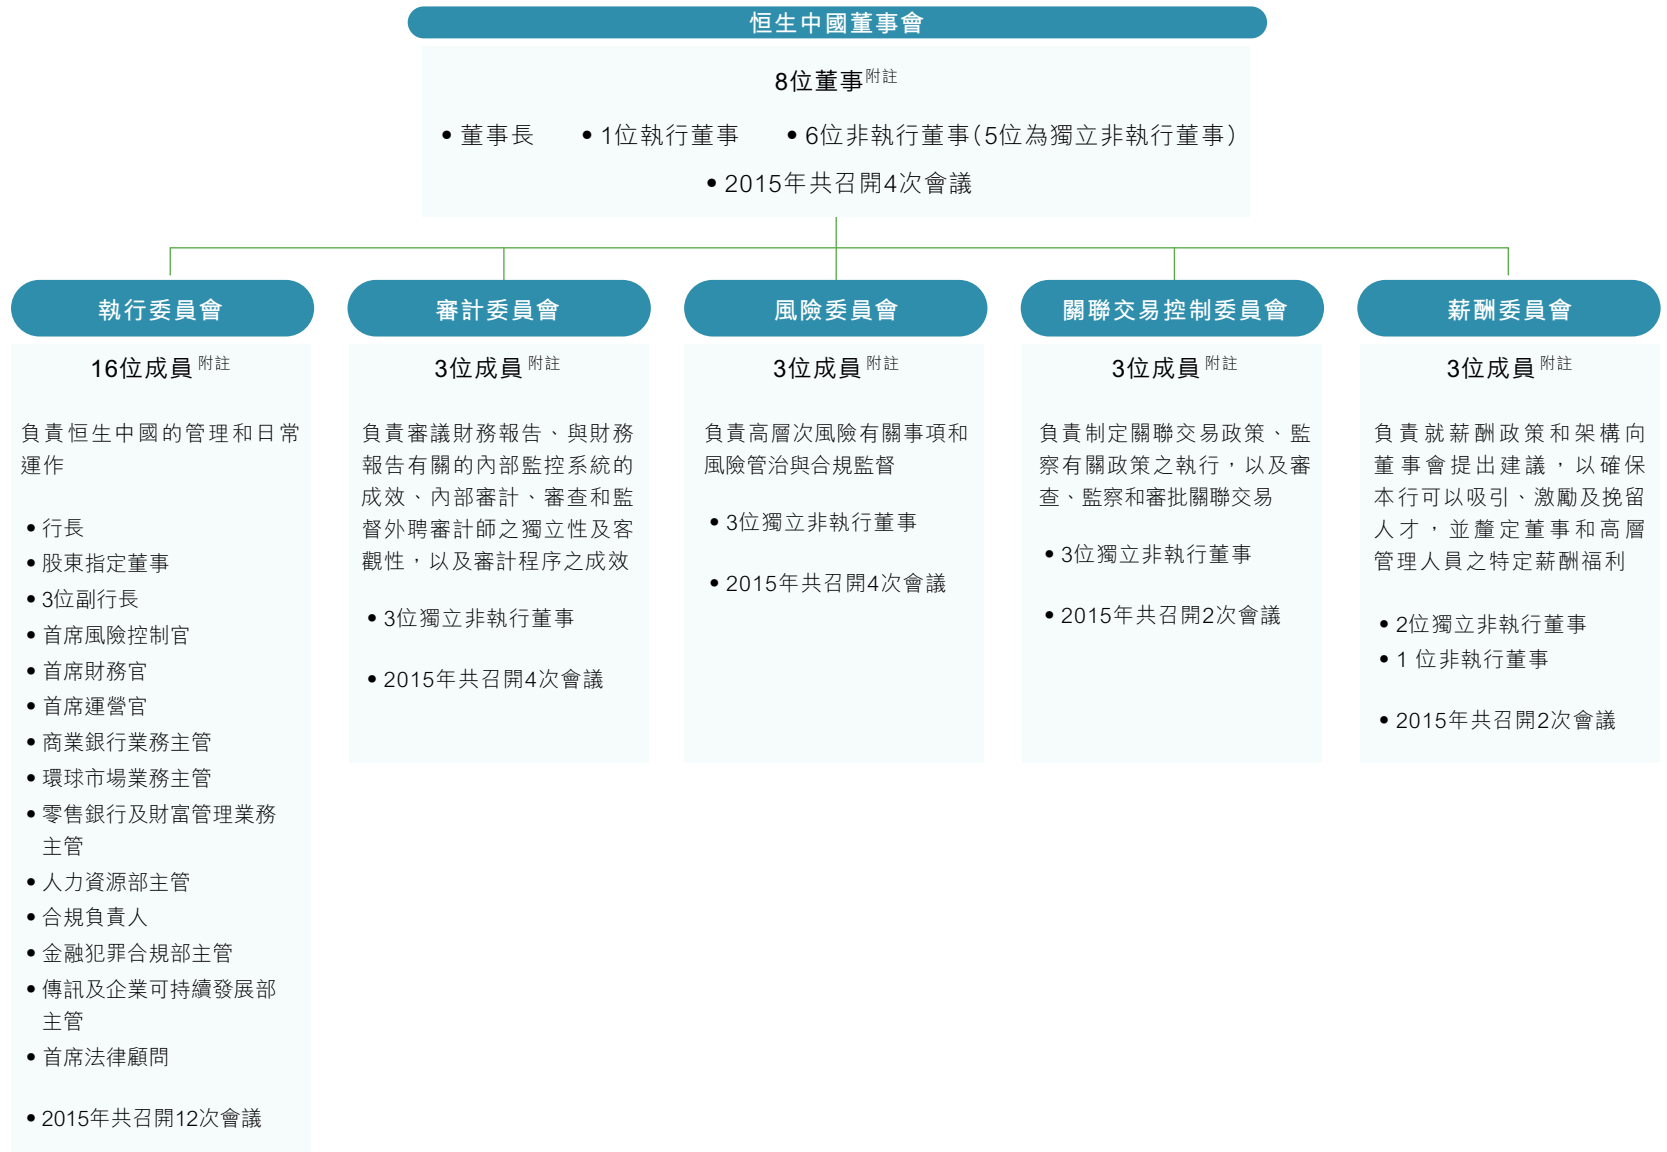 恒生中國董事會
8位董事附註
• 董事長 • 1位執行董事 • 6位非執行董事(5位為獨立非執行董事)
• 2015年共召開4次會議
執行委員會
16位成員 附註
負責恒生中國的管理和日常
運作
• 行長
• 股東指定董事
• 3位副行長
• 首席風險控制官
• 首席財務官
• 首席運營官
• 商業銀行業務主管
• 環球市場業務主管
• 零售銀行及財富管理業務
主管
• 人力資源部主管
• 合規負責人
• 金融犯罪合規部主管
• 傳訊及企業可持續發展部
主管
• 首席法律顧問
• 2015年共召開12次會議
審計委員會
3位成員 附註
負責審議財務報告、與財務
報告有關的內部監控系統的
成效、內部審計、審查和監
督外聘審計師之獨立性及客
觀性，以及審計程序之成效
• 3位獨立非執行董事
• 2015年共召開4次會議
風險委員會
3位成員 附註
負責高層次風險有關事項和
風險管治與合規監督
• 3位獨立非執行董事
• 2015年共召開4次會議
關聯交易控制委員會
3位成員 附註
負責制定關聯交易政策、監
察有關政策之執行，以及審
查、監察和審批關聯交易
• 3位獨立非執行董事
• 2015年共召開2次會議
薪酬委員會
3位成員 附註
負責就薪酬政策和架構向
董事會提出建議，以確保
本行可以吸引、激勵及挽留
人才，並釐定董事和高層
管理人員之特定薪酬福利
• 2位獨立非執行董事
• 1 位非執行董事
• 2015年共召開2次會議